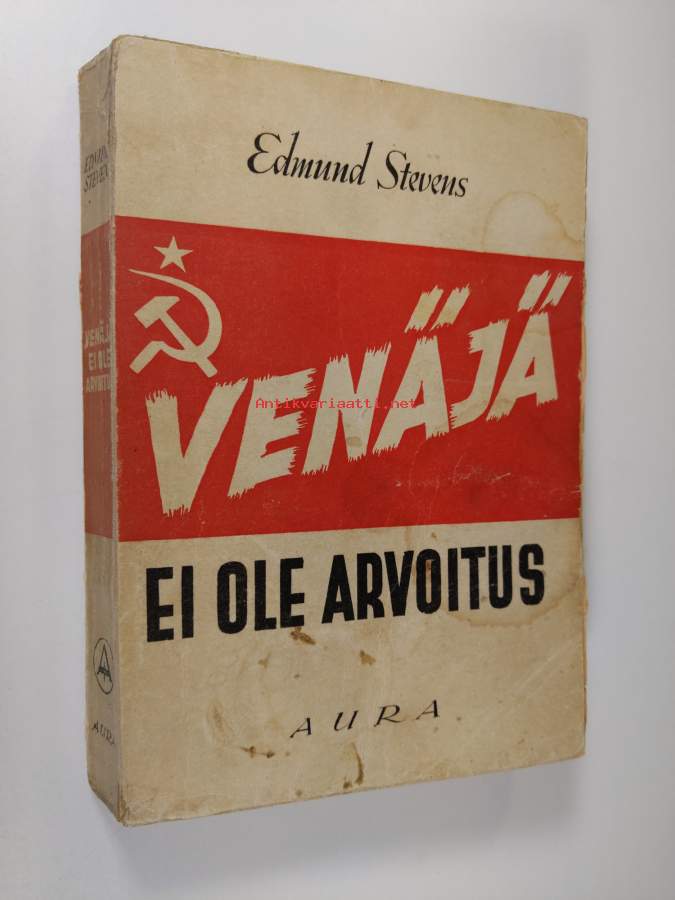 Edmund Stevens
VENÄJÄ
EI OLE ARVOITUS
AURA
EDMUND
STEVENS
VENÄJÄ
EI OLE
ARVOITUS
AURA
Antikvariaatti.net